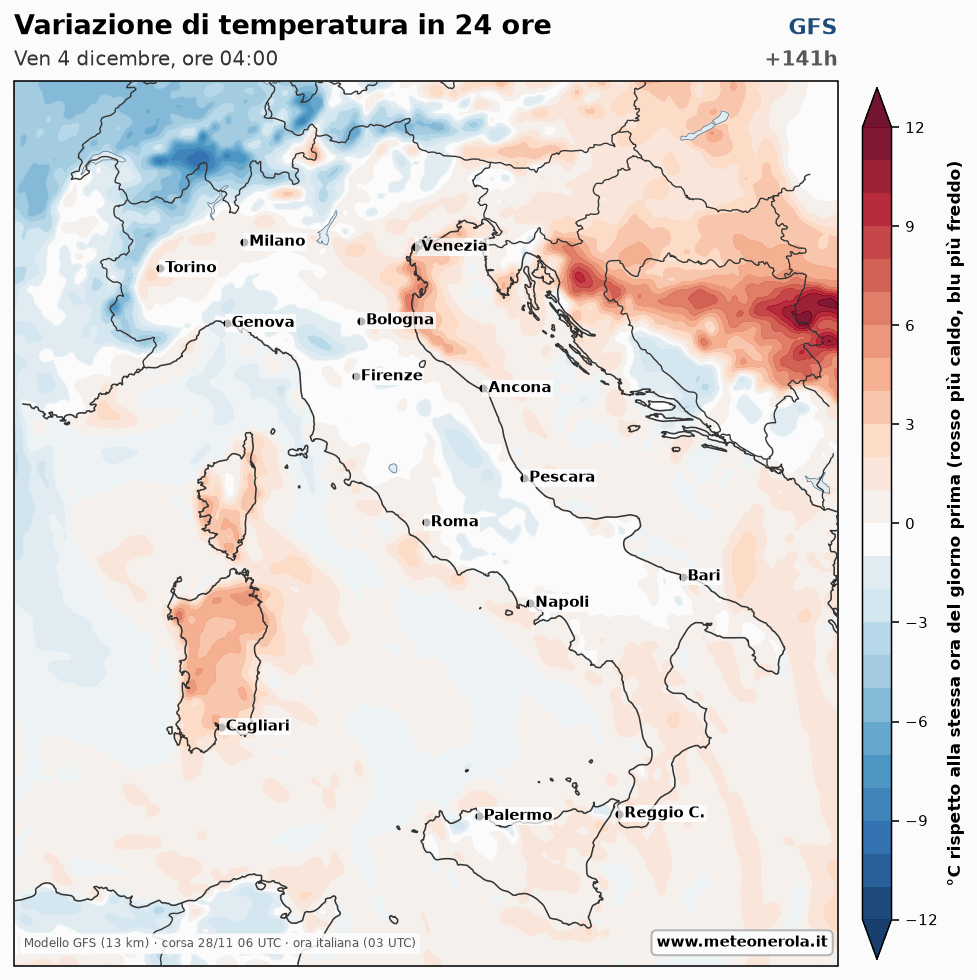 Variazione di temperatura in 24 ore
GFS
Ven 4 dicembre, ore 04:00
+141h
Milano
Venezia
Torino
Genova
Bologna
Firenze
Ancona
Pescara
Roma
Bari
Napoli
Cagliari
Palermo
Reggio C.
12
9
6
3
0
−3
−6
−9
−12
°C rispetto alla stessa ora del giorno prima (rosso più caldo, blu più freddo)
Modello GFS (13 km) · corsa 28/11 06 UTC · ora italiana (03 UTC)
www.meteonerola.it